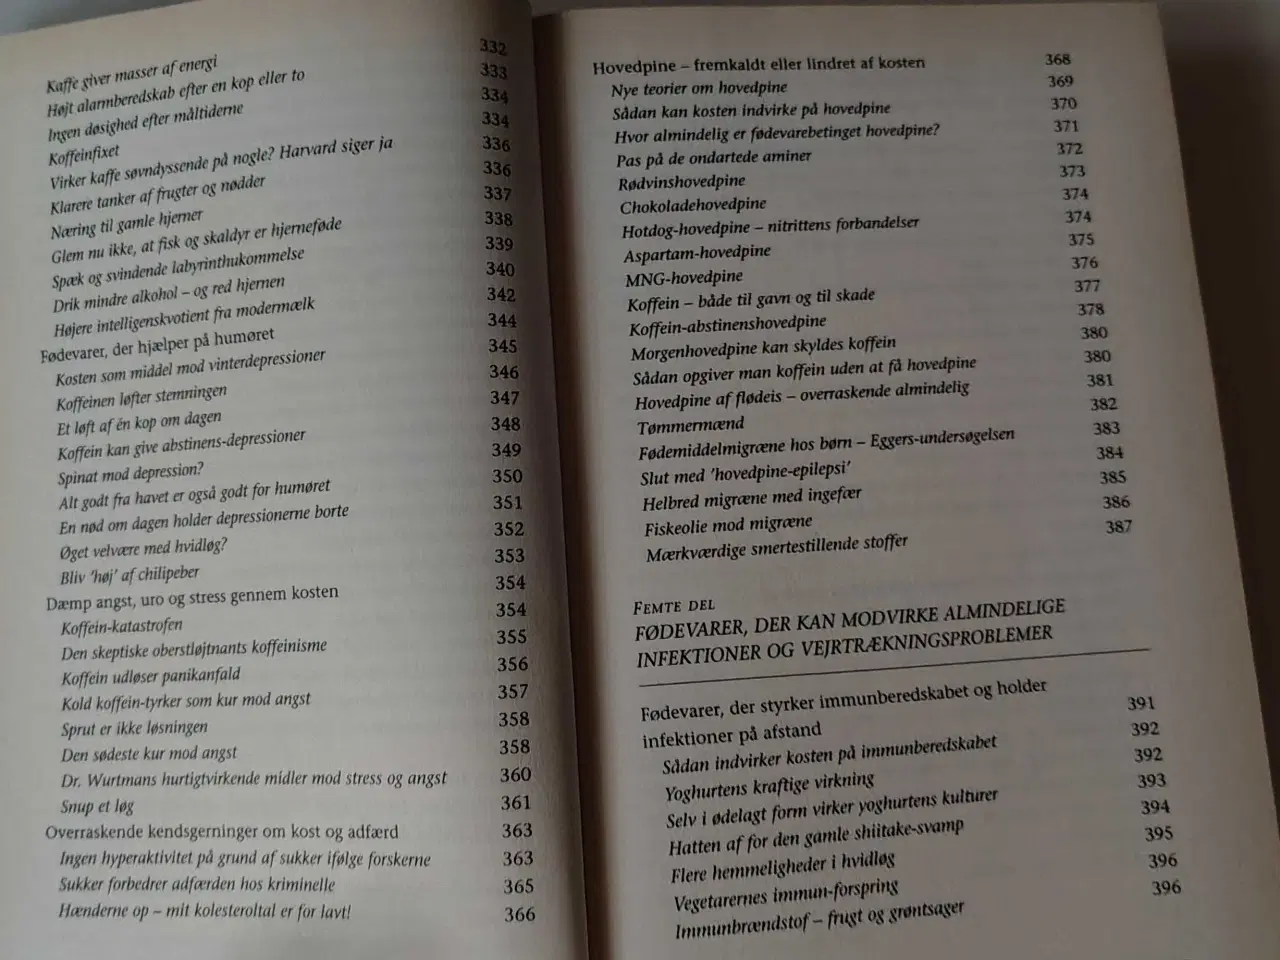 Kaffe giver masser af energi 332
Højt alarmberedskab efter en kop eller to 333
Ingen døsighed efter måltiderne 334
Koffeinfixet 334
Virker kaffe søvndyssende på nogle? Harvard siger ja 336
Klarere tanker af frugter og nødder 336
Næring til gamle hjerner 337
Glem nu ikke, at fisk og skaldyr er hjerneføde 338
Spæk og svindende labyrinthukommelse 339
Drik mindre alkohol – og red hjernen 340
Højere intelligenskvotient fra modermælk 342
Fødevarer, der hjælper på humøret 344
Kosten som middel mod vinterdepressioner 345
Koffeinen løfter stemningen 346
Et løft af én kop om dagen 347
Koffein kan give abstinens-depressioner 348
Spinat mod depression? 349
Alt godt fra havet er også godt for humøret 350
En nød om dagen holder depressionerne borte 351
Øget velvære med hvidløg? 352
Bliv 'høj' af chilipeber 353
Dæmp angst, uro og stress gennem kosten 354
Koffein-katastrofen 354
Den skeptiske oberstløjtnants koffeinisme 355
Koffein udløser panikanfald 356
Kold koffein-tyrker som kur mod angst 357
Sprut er ikke løsningen 358
Den sødeste kur mod angst 358
Dr. Wurtmans hurtigtvirkende midler mod stress og angst 360
Snup et løg 361
Overraskende kendsgerninger om kost og adfærd 363
Ingen hyperaktivitet på grund af sukker ifølge forskerne 363
Sukker forbedrer adfærden hos kriminelle 365
Hænderne op – mit kolesteroltal er for lavt! 366
Hovedpine – fremkaldt eller lindret af kosten 368
Nye teorier om hovedpine 369
Sådan kan kosten indvirke på hovedpine 370
Hvor almindelig er fødevarebetinget hovedpine? 371
Pas på de ondartede aminer 372
Rødvinshovedpine 373
Chokoladehovedpine 374
Hotdog-hovedpine – nitrittens forbandelser 374
Aspartam-hovedpine 375
MNG-hovedpine 376
Koffein – både til gavn og til skade 377
Koffein-abstinenshovedpine 378
Morgenhovedpine kan skyldes koffein 380
Sådan opgiver man koffein uden at få hovedpine 380
Hovedpine af flødeis – overraskende almindelig 381
Tømmermænd 382
Fødemiddelmigræne hos børn – Eggers-undersøgelsen 383
Slut med 'hovedpine-epilepsi' 384
Helbred migræne med ingefær 385
Fiskeolie mod migræne 386
Mærkværdige smertestillende stoffer 387
FEMTE DEL
FØDEVARER, DER KAN MODVIRKE ALMINDELIGE
INFEKTIONER OG VEJRTRÆKNINGSPROBLEMER
Fødevarer, der styrker immunberedskabet og holder
infektioner på afstand 391
Sådan indvirker kosten på immunberedskabet 392
Yoghurtens kraftige virkning 392
Selv i ødelagt form virker yoghurtens kulturer 393
Hatten af for den gamle shiitake-svamp 394
Flere hemmeligheder i hvidløg 395
Vegetarernes immun-forspring 396
Immunbrændstof – frugt og grøntsager 396